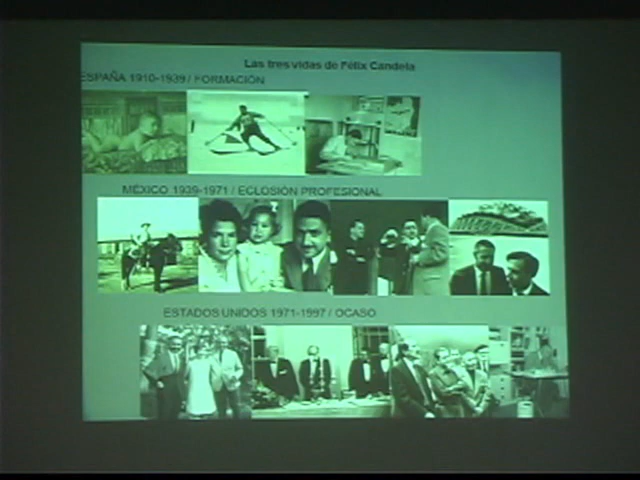 Las tres vidas de Félix Candela
ESPAÑA 1910-1939 / FORMACIÓN
MÉXICO 1939-1971 / ECLOSIÓN PROFESIONAL
ESTADOS UNIDOS 1971-1997 / OCASO